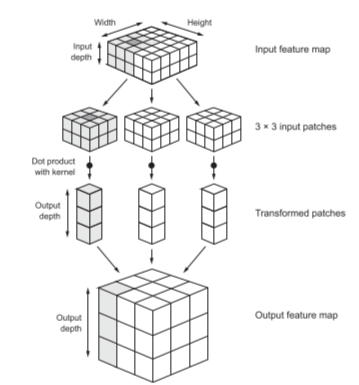 Width
Height
Input
depth
Input feature map
3 × 3 input patches
Dot product
with kernel
Output
depth
Transformed patches
Output
depth
Output feature map